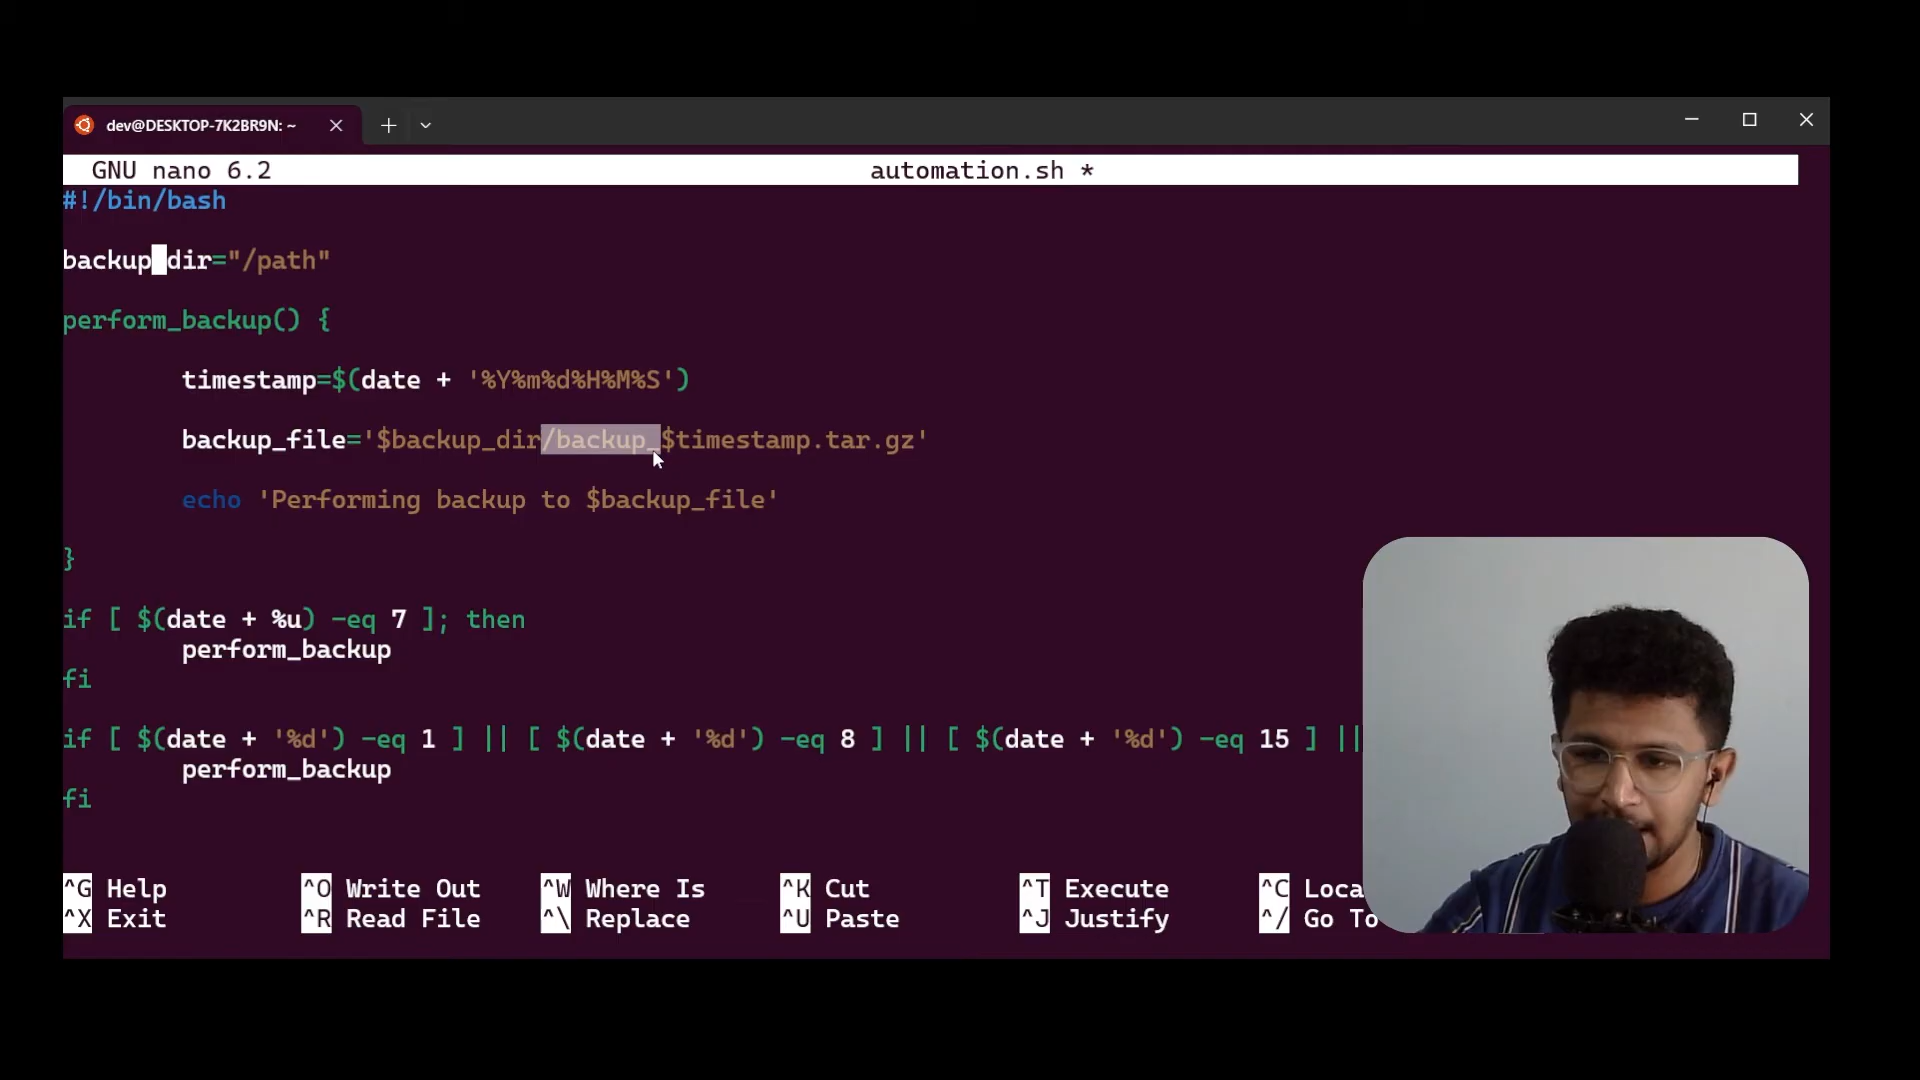 dev@DESKTOP-7K2BR9N: ~
GNU nano 6.2 automation.sh *
#!/bin/bash
backup_dir="/path"
perform_backup() {
timestamp=$(date + '%Y%m%d%H%M%S')
backup_file='$backup_dir/backup_$timestamp.tar.gz'
echo 'Performing backup to $backup_file'
}
if [ $(date + %u) -eq 7 ]; then
perform_backup
fi
if [ $(date + '%d') -eq 1 ] || [ $(date + '%d') -eq 8 ] || [ $(date + '%d') -eq 15 ] ||
perform_backup
fi
^G Help ^O Write Out ^W Where Is ^K Cut ^T Execute ^C Loca
^X Exit ^R Read File ^\ Replace ^U Paste ^J Justify ^/ Go To